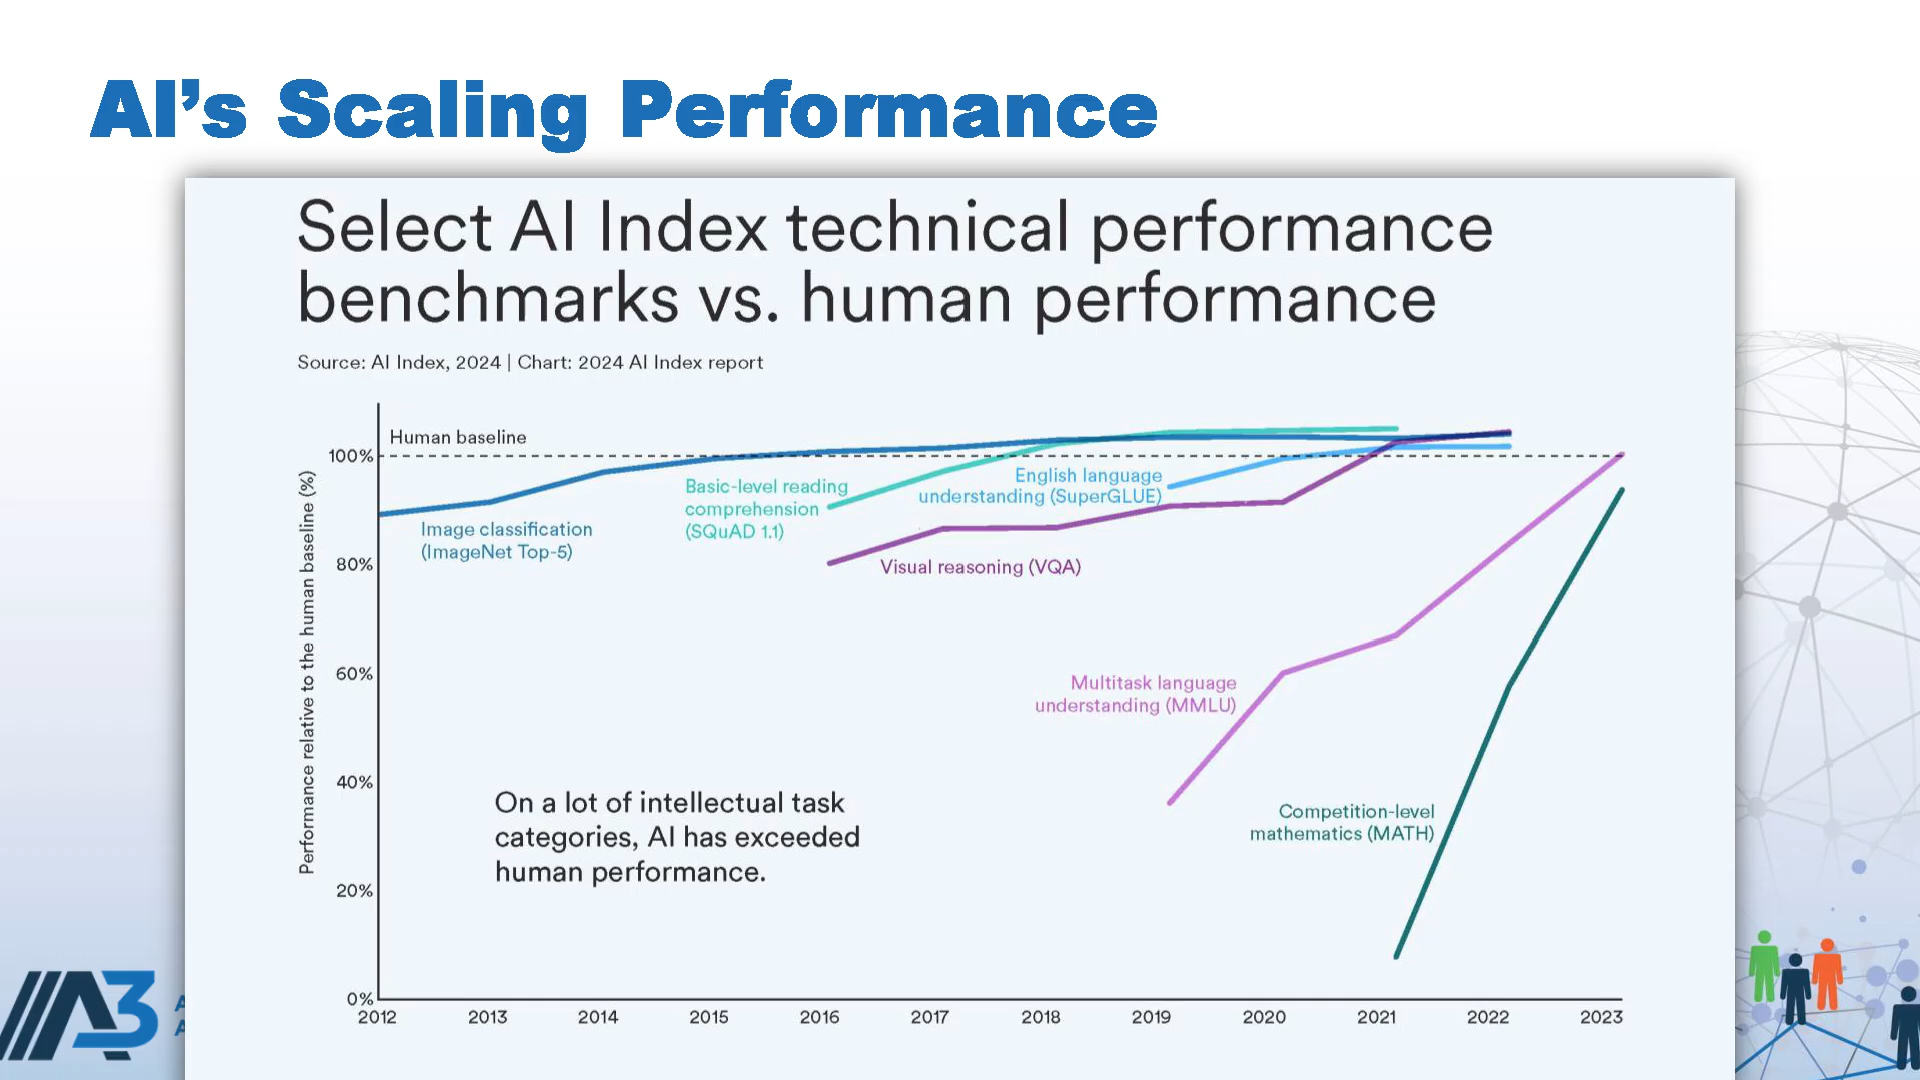 AI's Scaling Performance
Select AI Index technical performance
benchmarks vs. human performance
Source: AI Index, 2024 | Chart: 2024 AI Index report
Performance relative to the human baseline (%)
Human baseline
100%
80%
60%
40%
20%
0%
Image classification
(ImageNet Top-5)
Basic-level reading
comprehension
(SQuAD 1.1)
English language
understanding (SuperGLUE)
Visual reasoning (VQA)
Multitask language
understanding (MMLU)
Competition-level
mathematics (MATH)
On a lot of intellectual task
categories, AI has exceeded
human performance.
2012 2013 2014 2015 2016 2017 2018 2019 2020 2021 2022 2023
A3
A
A